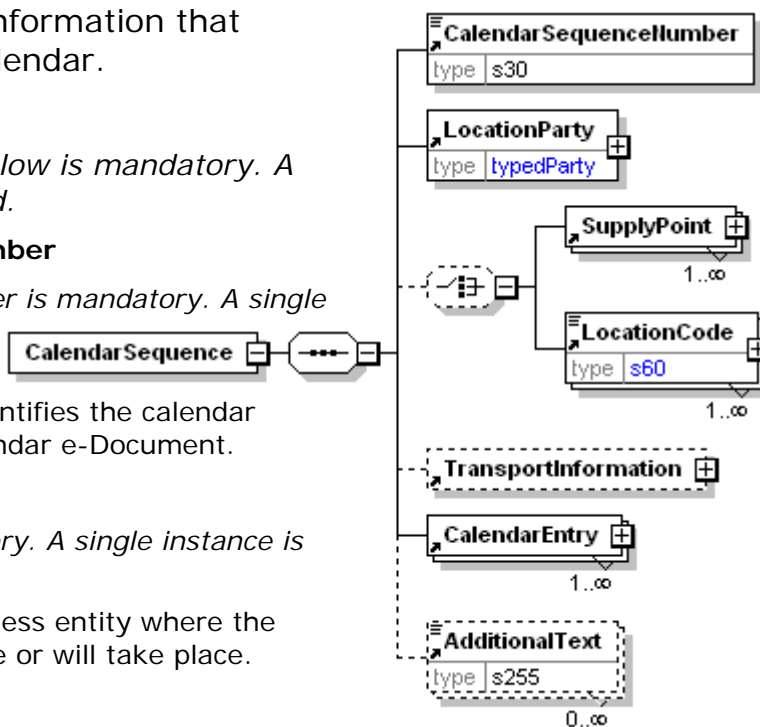 nformation that
lendar.
low is mandatory. A
d.
nber
er is mandatory. A single
ntifies the calendar
ndar e-Document.
ry. A single instance is
ess entity where the
e or will take place.
CalendarSequence
CalendarSequenceNumber
type s30
LocationParty
type typedParty
SupplyPoint
1..∞
LocationCode
type s60
1..∞
TransportInformation
CalendarEntry
1..∞
AdditionalText
type s255
0..∞